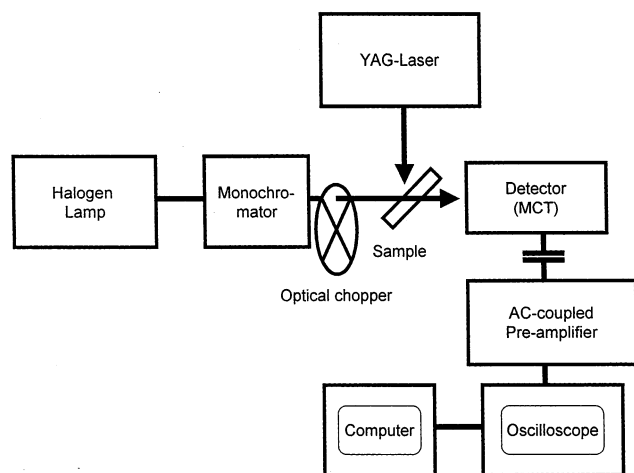 YAG-Laser
Halogen
Lamp
Monochro-
mator
Detector
(MCT)
Sample
Optical chopper
AC-coupled
Pre-amplifier
Computer
Oscilloscope